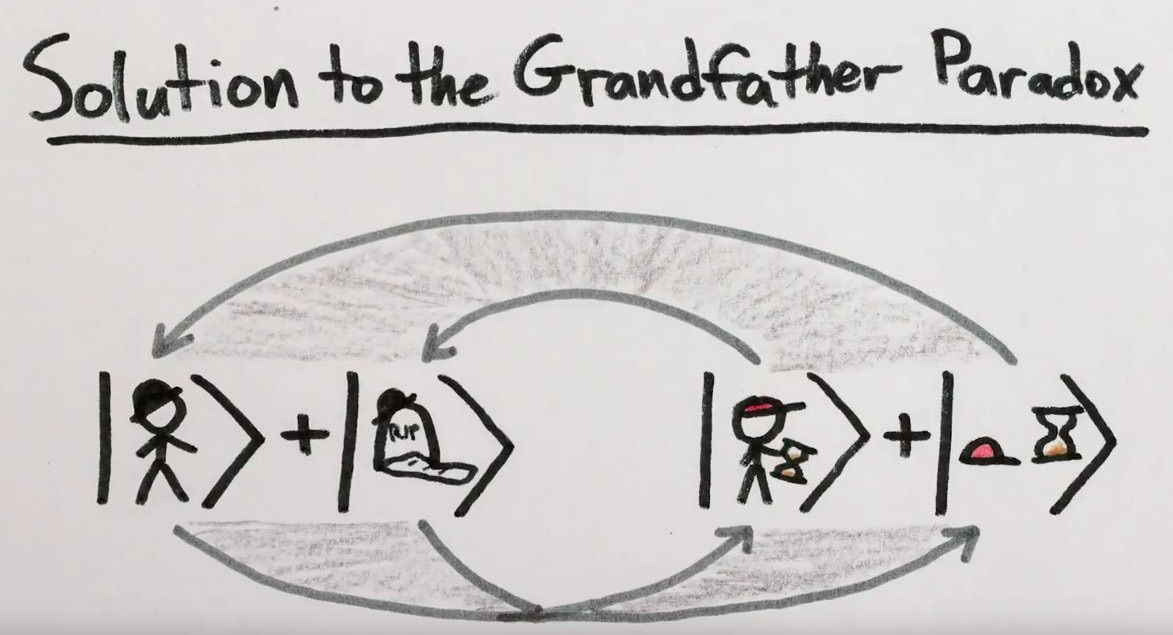 Solution to the Grandfather Paradox
| ⟩ + | RIP ⟩ | ⟩ + | ⟩